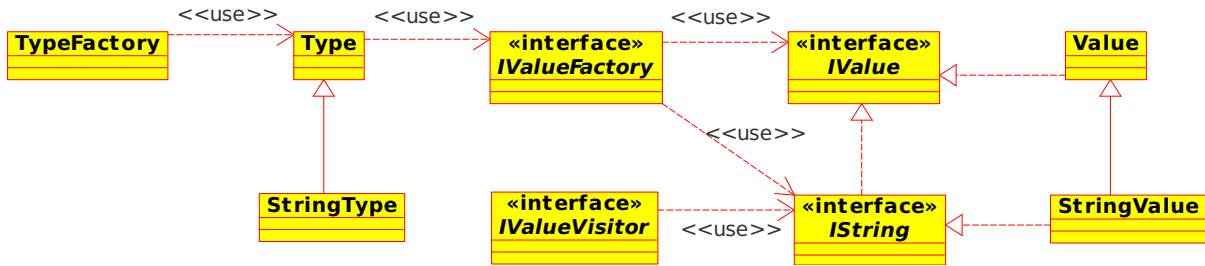 <<use>>
<<use>>
<<use>>
TypeFactory
Type
«interface»
IValueFactory
«interface»
IValue
Value
<<use>>
StringType
«interface»
IValueVisitor
<<use>>
«interface»
IString
StringValue